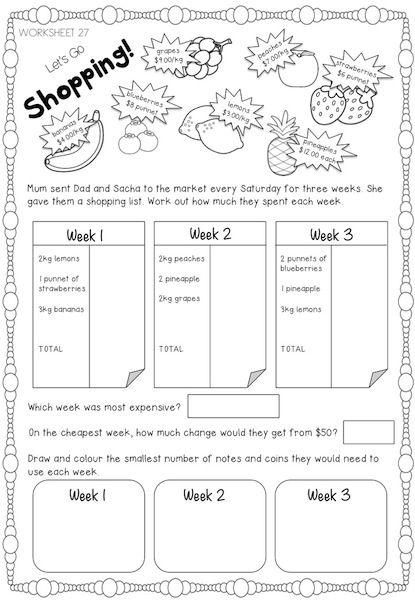 WORKSHEET 27
Let's Go
Shopping!
grapes
$9.00/kg
peaches
$7.00/kg
strawberries
$6 punnet
blueberries
$8 punnet
lemons
$3.00/kg
bananas
$4.00/kg
pineapples
$12.00 each
Mum sent Dad and Sacha to the market every Saturday for three weeks. She
gave them a shopping list. Work out how much they spent each week.
Week 1
2kg lemons
1 punnet of
strawberries
3kg bananas
TOTAL
Week 2
2kg peaches
2 pineapple
2kg grapes
TOTAL
Week 3
2 punnets of
blueberries
1 pineapple
3kg lemons
TOTAL
Which week was most expensive?
On the cheapest week, how much change would they get from $50?
Draw and colour the smallest number of notes and coins they would need to
use each week.
Week 1
Week 2
Week 3